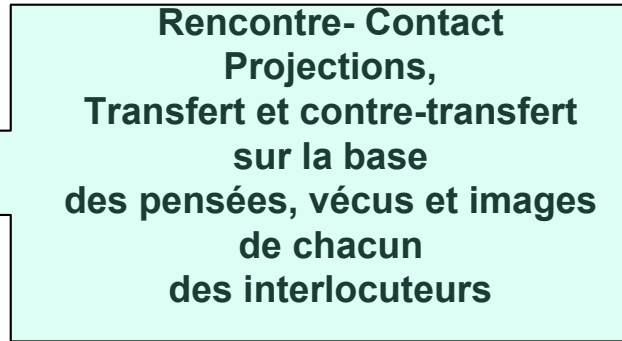 Rencontre- Contact
Projections,
Transfert et contre-transfert
sur la base
des pensées, vécus et images
de chacun
des interlocuteurs